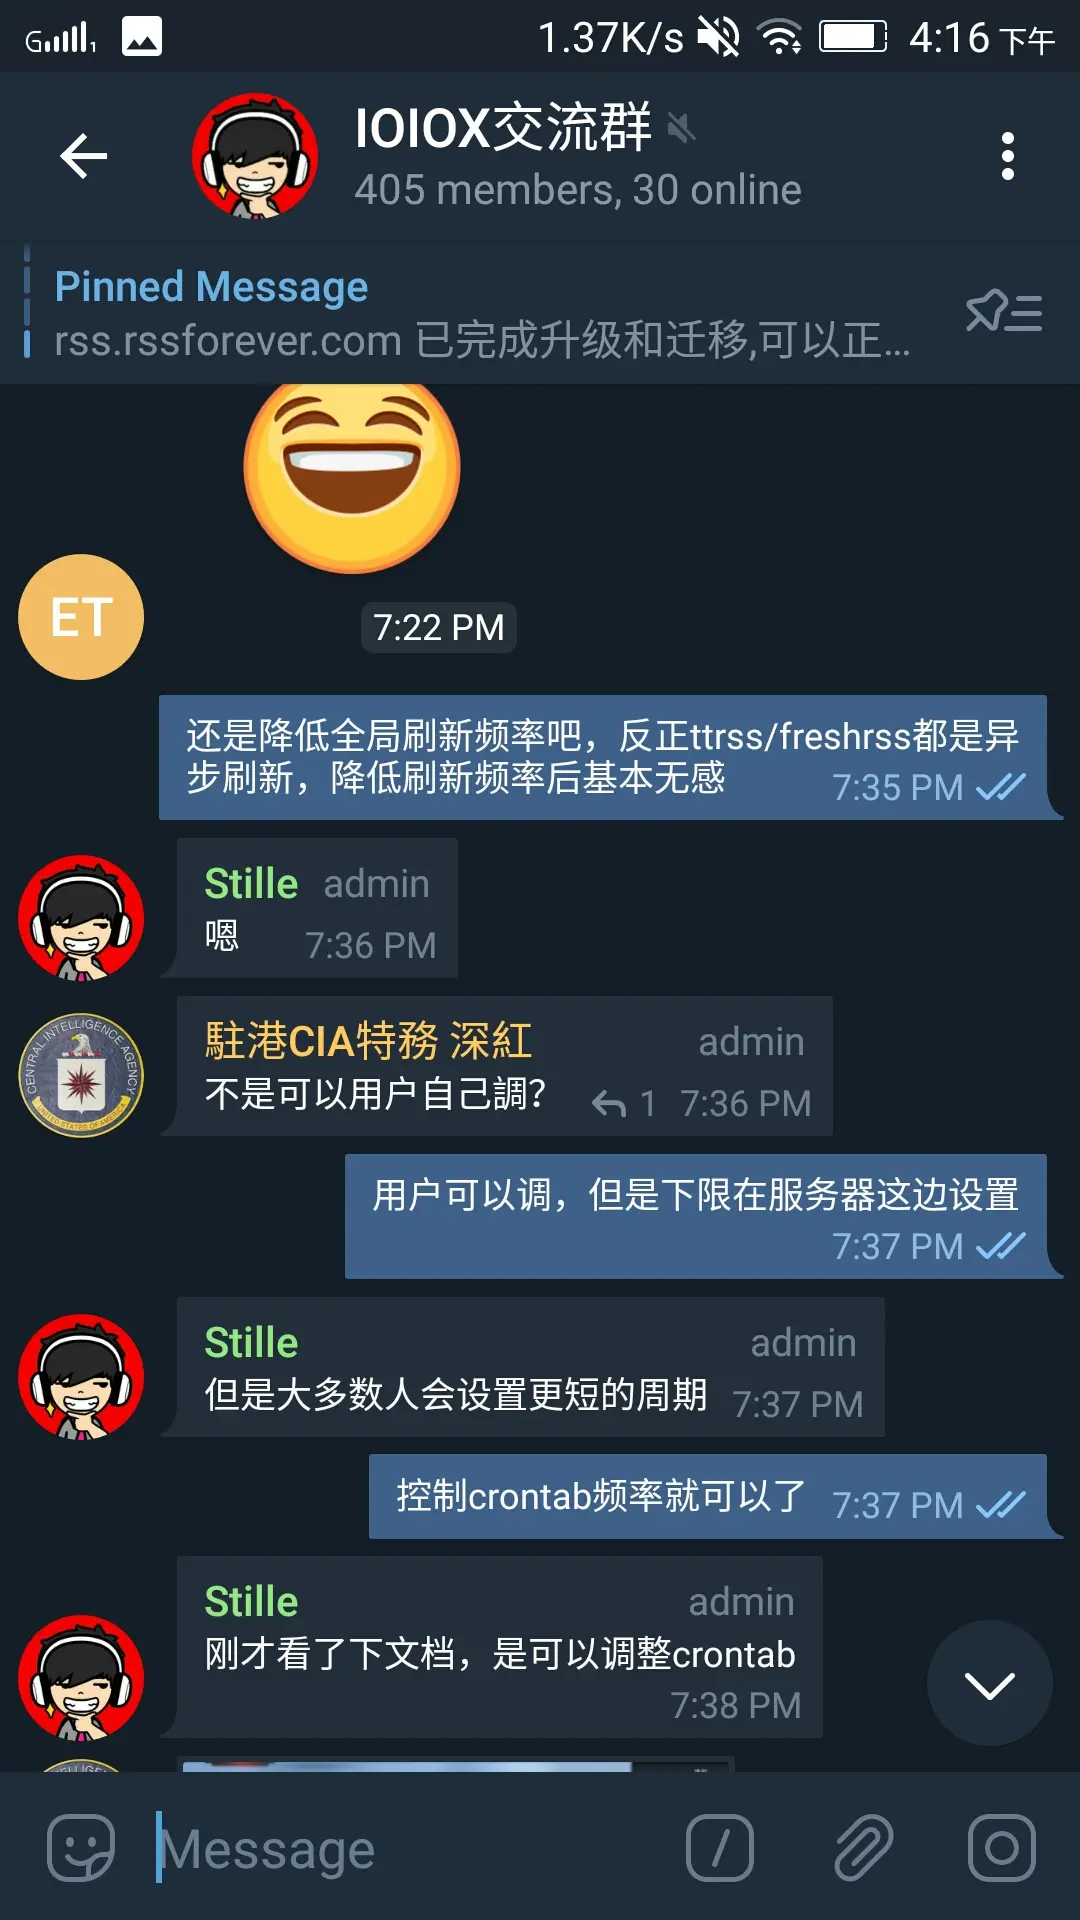 G 1 1.37K/s 4:16 下午
IOIOX交流群
405 members, 30 online
Pinned Message
rss.rssforever.com 已完成升级和迁移,可以正...
ET
7:22 PM
还是降低全局刷新频率吧，反正ttrss/freshrss都是异
步刷新，降低刷新频率后基本无感
7:35 PM
Stille admin
嗯 7:36 PM
CENTRAL INTELLIGENCE AGENCY
UNITED STATES OF AMERICA
駐港CIA特務 深紅 admin
不是可以用户自己調？ 1 7:36 PM
用户可以调，但是下限在服务器这边设置
7:37 PM
Stille admin
但是大多数人会设置更短的周期 7:37 PM
控制crontab频率就可以了 7:37 PM
Stille admin
刚才看了下文档，是可以调整crontab
7:38 PM
Message